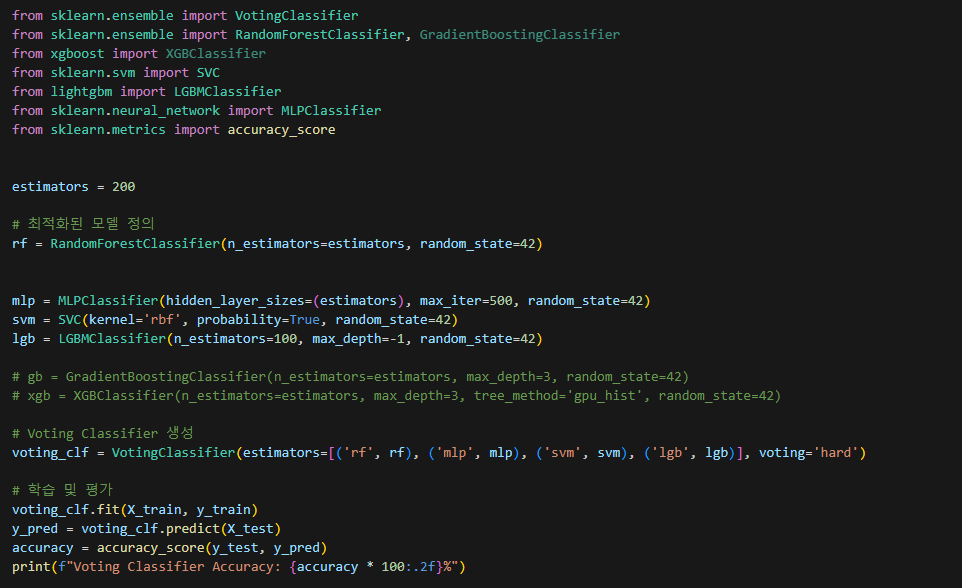 from sklearn.ensemble import VotingClassifier
from sklearn.ensemble import RandomForestClassifier, GradientBoostingClassifier
from xgboost import XGBClassifier
from sklearn.svm import SVC
from lightgbm import LGBMClassifier
from sklearn.neural_network import MLPClassifier
from sklearn.metrics import accuracy_score
estimators = 200
# 최적화된 모델 정의
rf = RandomForestClassifier(n_estimators=estimators, random_state=42)
mlp = MLPClassifier(hidden_layer_sizes=(estimators), max_iter=500, random_state=42)
svm = SVC(kernel='rbf', probability=True, random_state=42)
lgb = LGBMClassifier(n_estimators=100, max_depth=-1, random_state=42)
# gb = GradientBoostingClassifier(n_estimators=estimators, max_depth=3, random_state=42)
# xgb = XGBClassifier(n_estimators=estimators, max_depth=3, tree_method='gpu_hist', random_state=42)
# Voting Classifier 생성
voting_clf = VotingClassifier(estimators=[('rf', rf), ('mlp', mlp), ('svm', svm), ('lgb', lgb)], voting='hard')
# 학습 및 평가
voting_clf.fit(X_train, y_train)
y_pred = voting_clf.predict(X_test)
accuracy = accuracy_score(y_test, y_pred)
print(f"Voting Classifier Accuracy: {accuracy * 100:.2f}%")